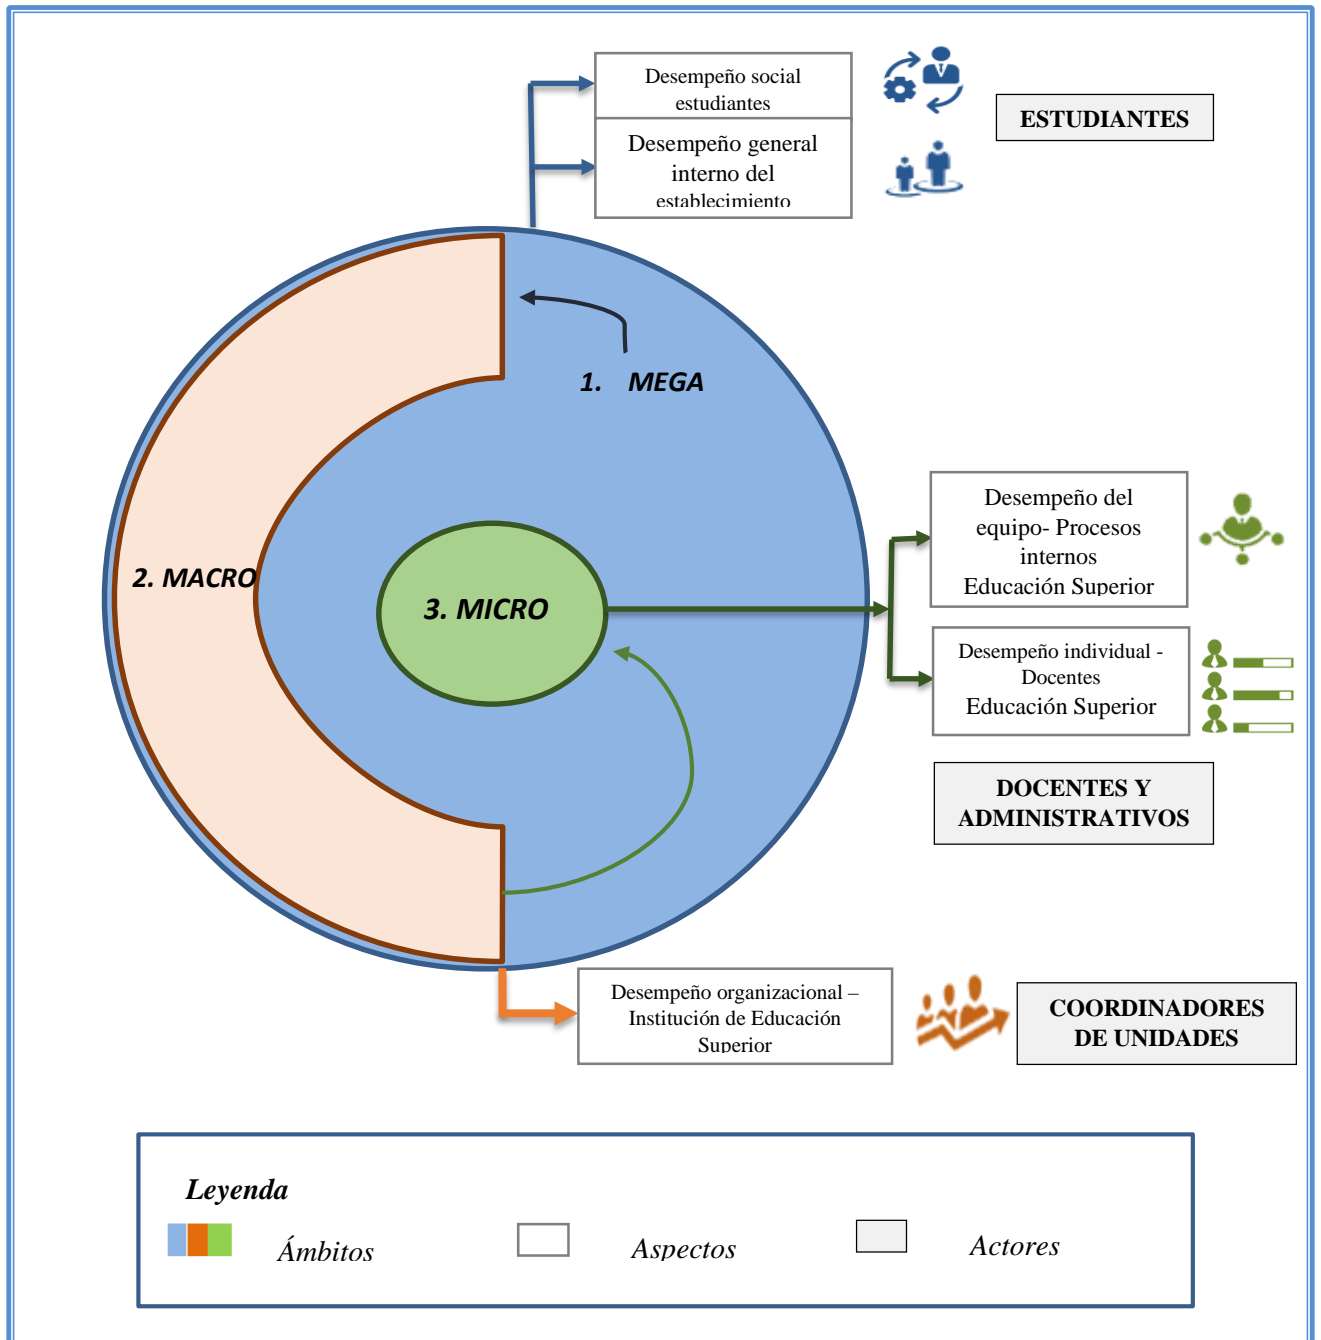 Desempeño social
estudiantes
Desempeño general
interno del
establecimiento
ESTUDIANTES
1. MEGA
2. MACRO
3. MICRO
Desempeño del
equipo- Procesos
internos
Educación Superior
Desempeño individual -
Docentes
Educación Superior
DOCENTES Y
ADMINISTRATIVOS
Desempeño organizacional –
Institución de Educación
Superior
COORDINADORES
DE UNIDADES
Leyenda
Ámbitos
Aspectos
Actores